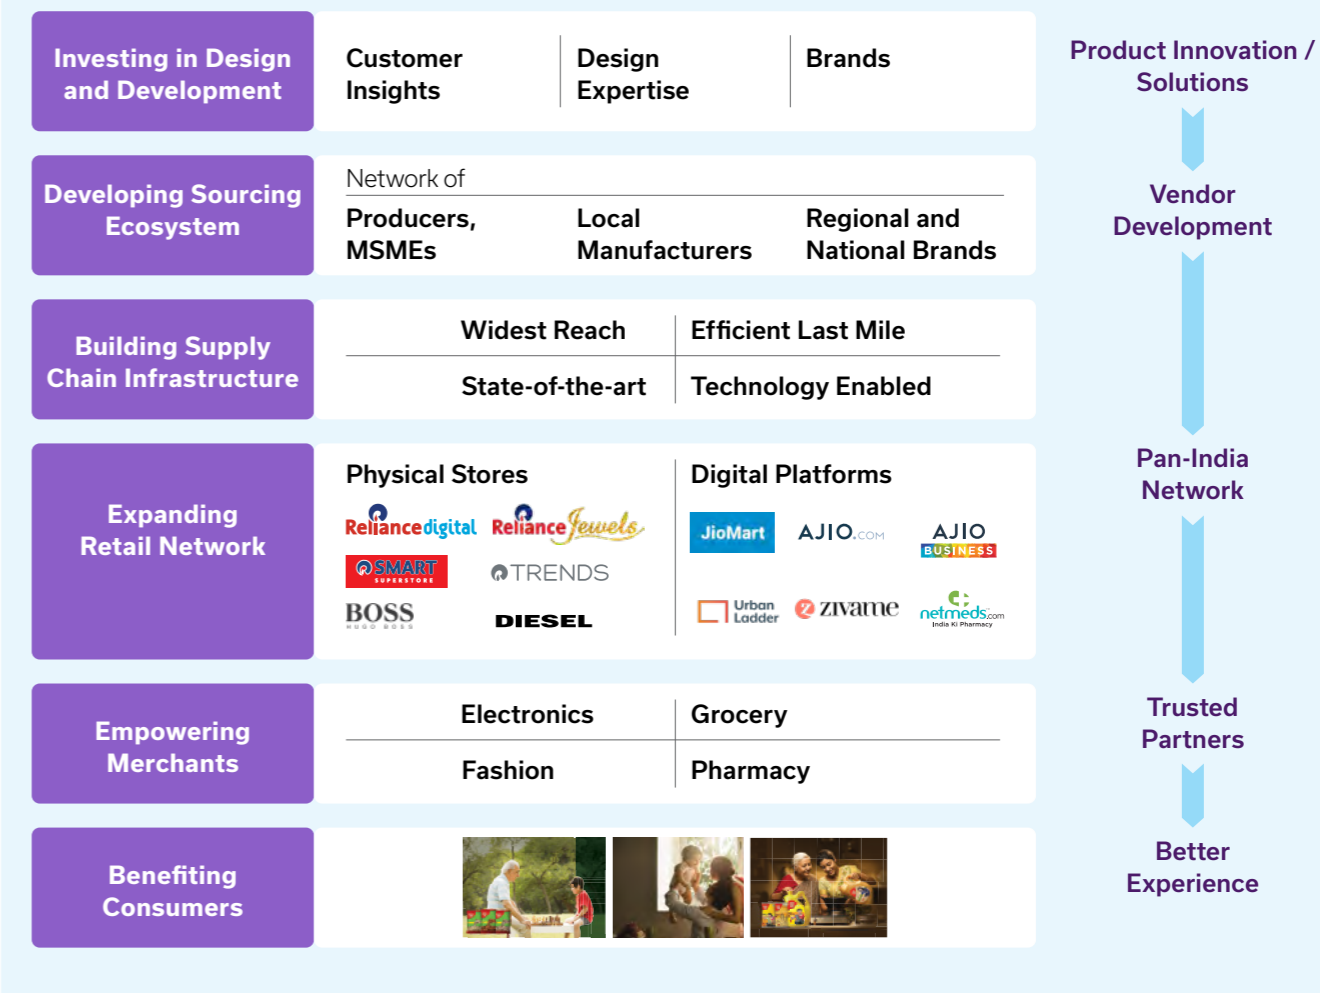 Investing in Design
and Development
Customer
Insights
Design
Expertise
Brands
Product Innovation /
Solutions
Developing Sourcing
Ecosystem
Network of
Producers,
MSMEs
Local
Manufacturers
Regional and
National Brands
Vendor
Development
Building Supply
Chain Infrastructure
Widest Reach
Efficient Last Mile
State-of-the-art
Technology Enabled
Pan-India
Network
Expanding
Retail Network
Physical Stores
Reliance digital
Reliance Jewels
SMART
SUPERSTORE
TRENDS
BOSS
HUGO BOSS
DIESEL
Digital Platforms
JioMart
AJIO.COM
AJIO
BUSINESS
Urban
Ladder
ZIVAME
netmeds.com
India Ki Pharmacy
Empowering
Merchants
Electronics
Grocery
Fashion
Pharmacy
Trusted
Partners
Benefiting
Consumers
Better
Experience